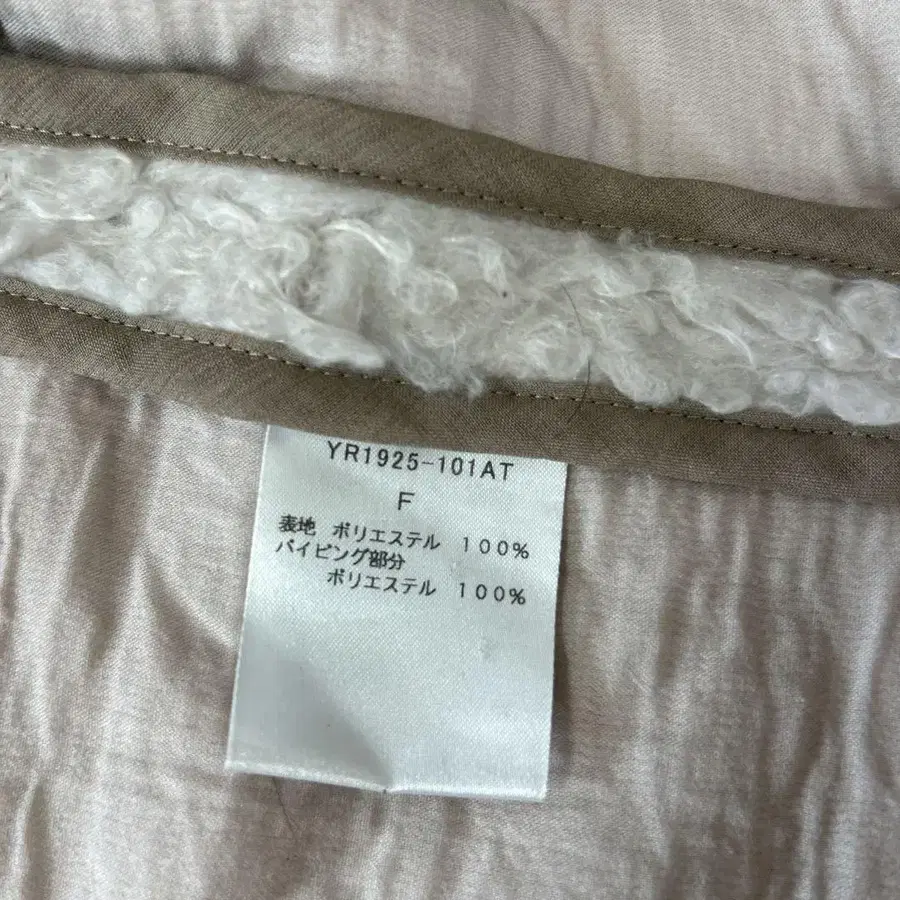 YR1925-101AT
F
表地 ポリエステル 100%
パイピング部分
ポリエステル 100%